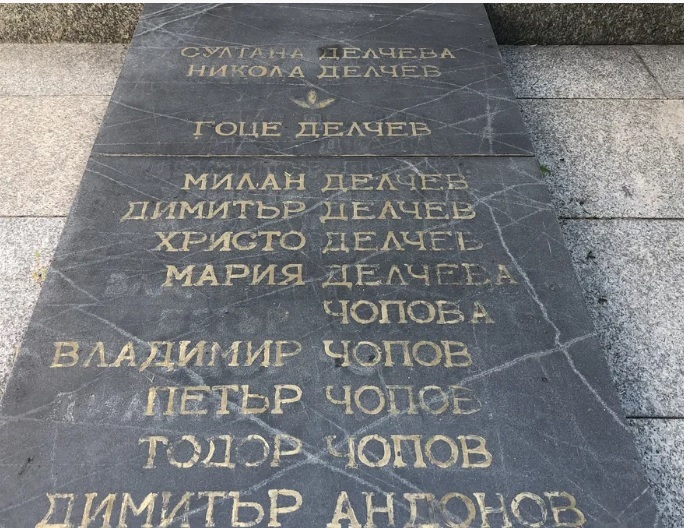 СУЛТАНА ДЕЛЧЕВА
НИКОЛА ДЕЛЧЕВ
ГОЦЕ ДЕЛЧЕВ
МИЛАН ДЕЛЧЕВ
ДИМИТЪР ДЕЛЧЕВ
ХРИСТО ДЕЛЧЕВ
МАРИЯ ДЕЛЧЕВА
ЧОПОВА
ВЛАДИМИР ЧОПОВ
ПЕТЪР ЧОПОВ
ТОДОР ЧОПОВ
ДИМИТЪР АНДОНОВ